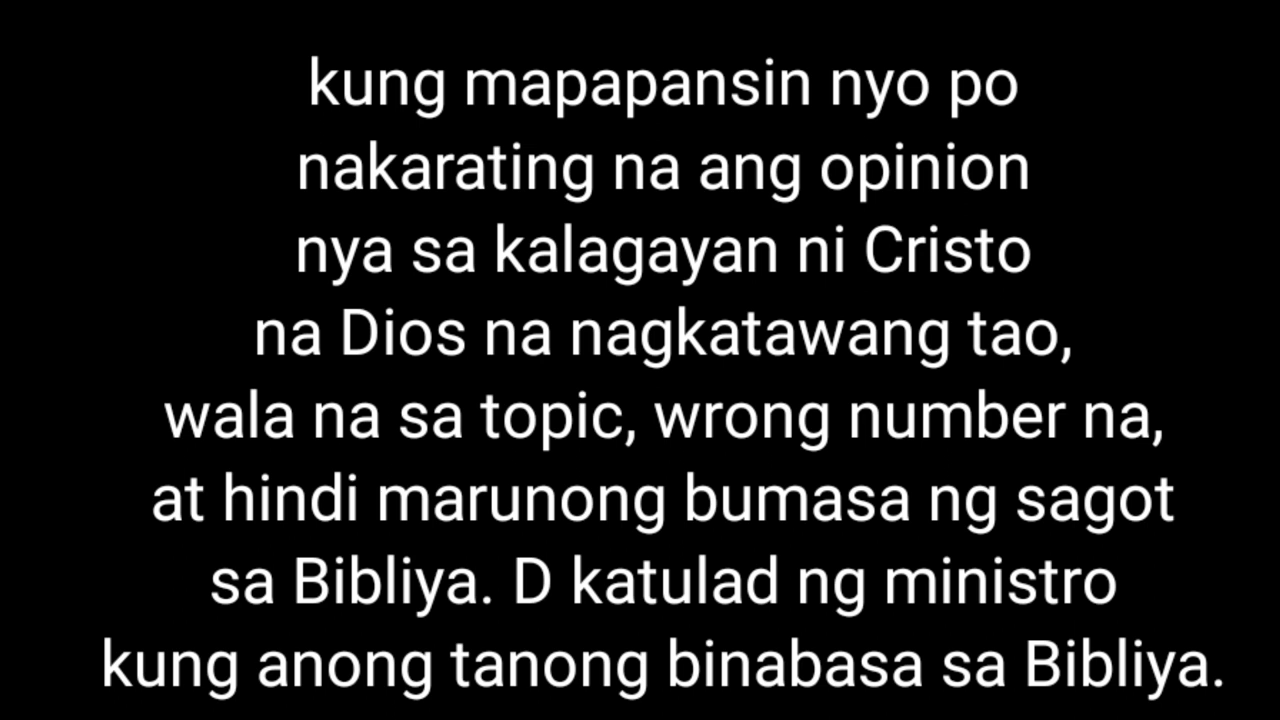 kung mapapansin nyo po
nakarating na ang opinion
nya sa kalagayan ni Cristo
na Dios na nagkatawang tao,
wala na sa topic, wrong number na,
at hindi marunong bumasa ng sagot
sa Bibliya. D katulad ng ministro
kung anong tanong binabasa sa Bibliya.